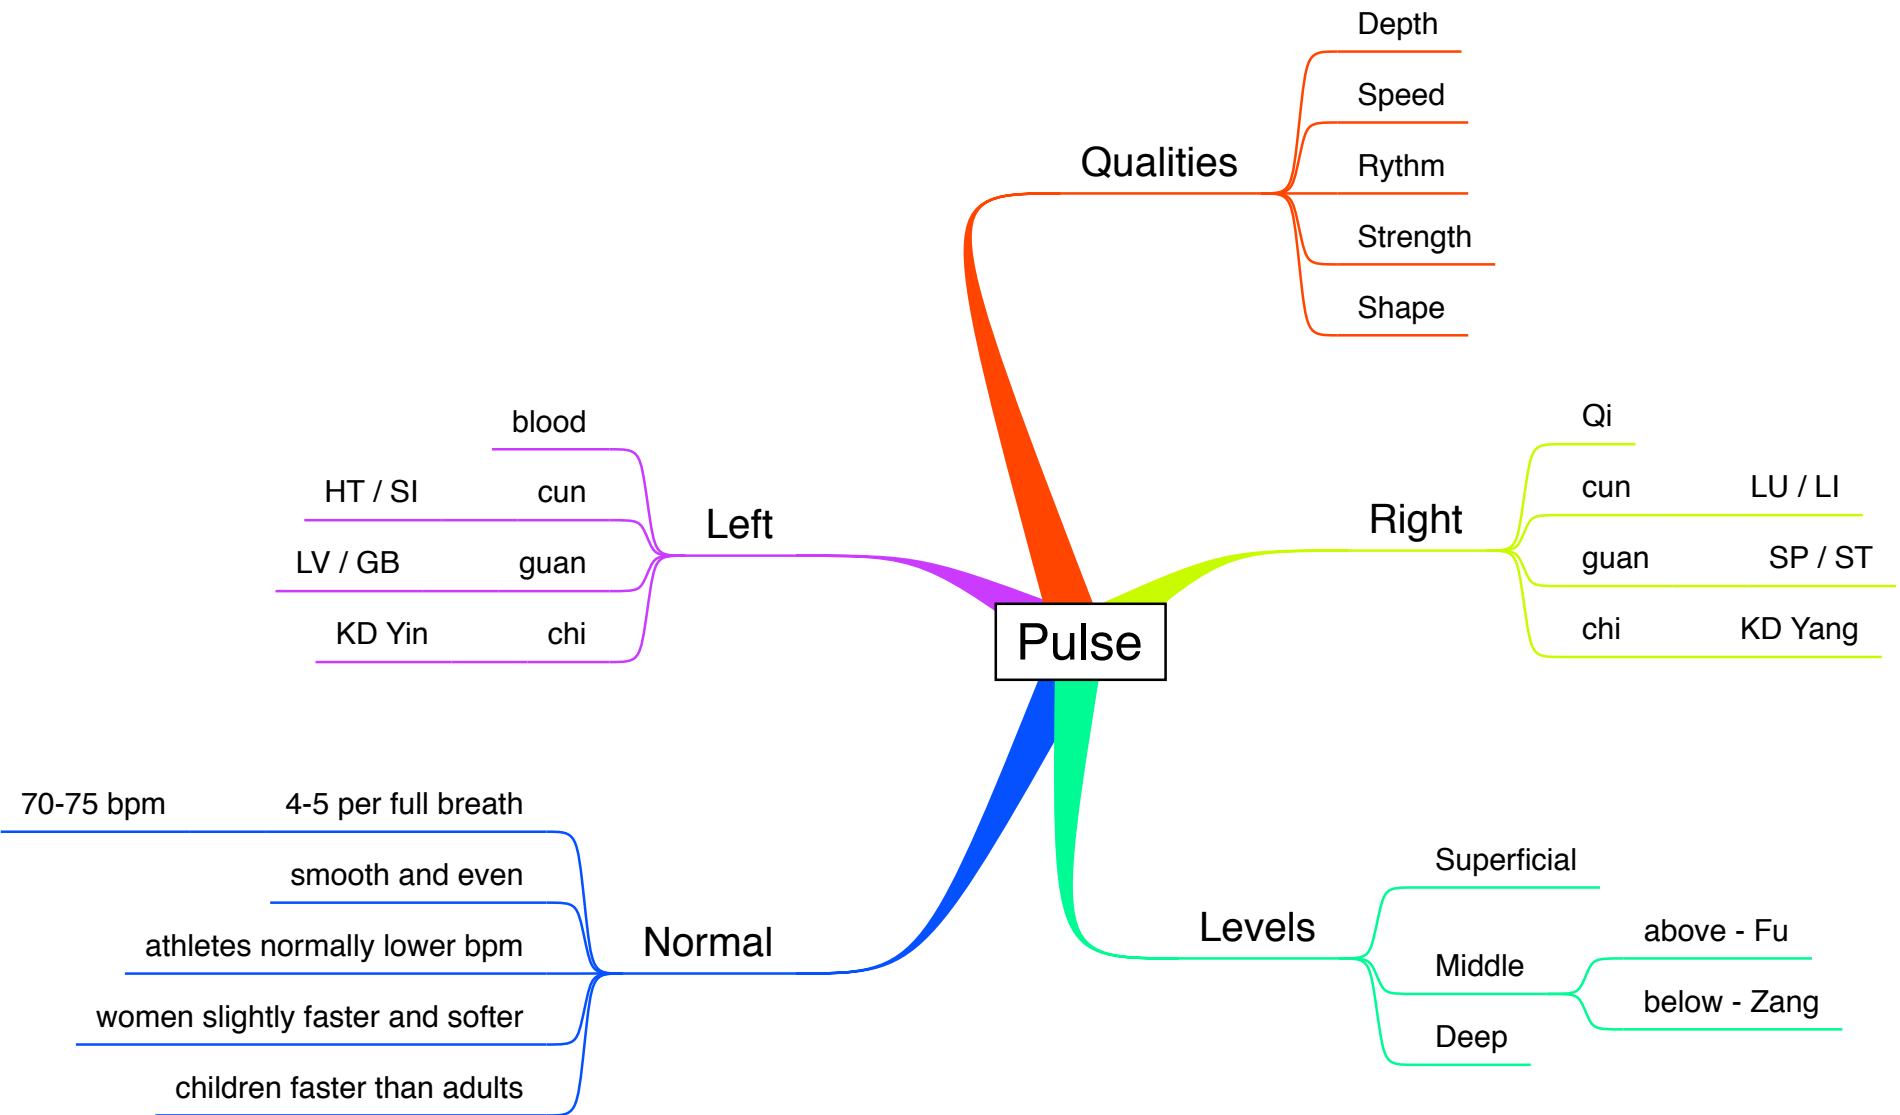 Pulse
Qualities
Depth
Speed
Rythm
Strength
Shape
Right
Qi
cun LU / LI
guan SP / ST
chi KD Yang
Levels
Superficial
Middle
above - Fu
below - Zang
Deep
Normal
70-75 bpm 4-5 per full breath
smooth and even
athletes normally lower bpm
women slightly faster and softer
children faster than adults
Left
blood
HT / SI cun
LV / GB guan
KD Yin chi